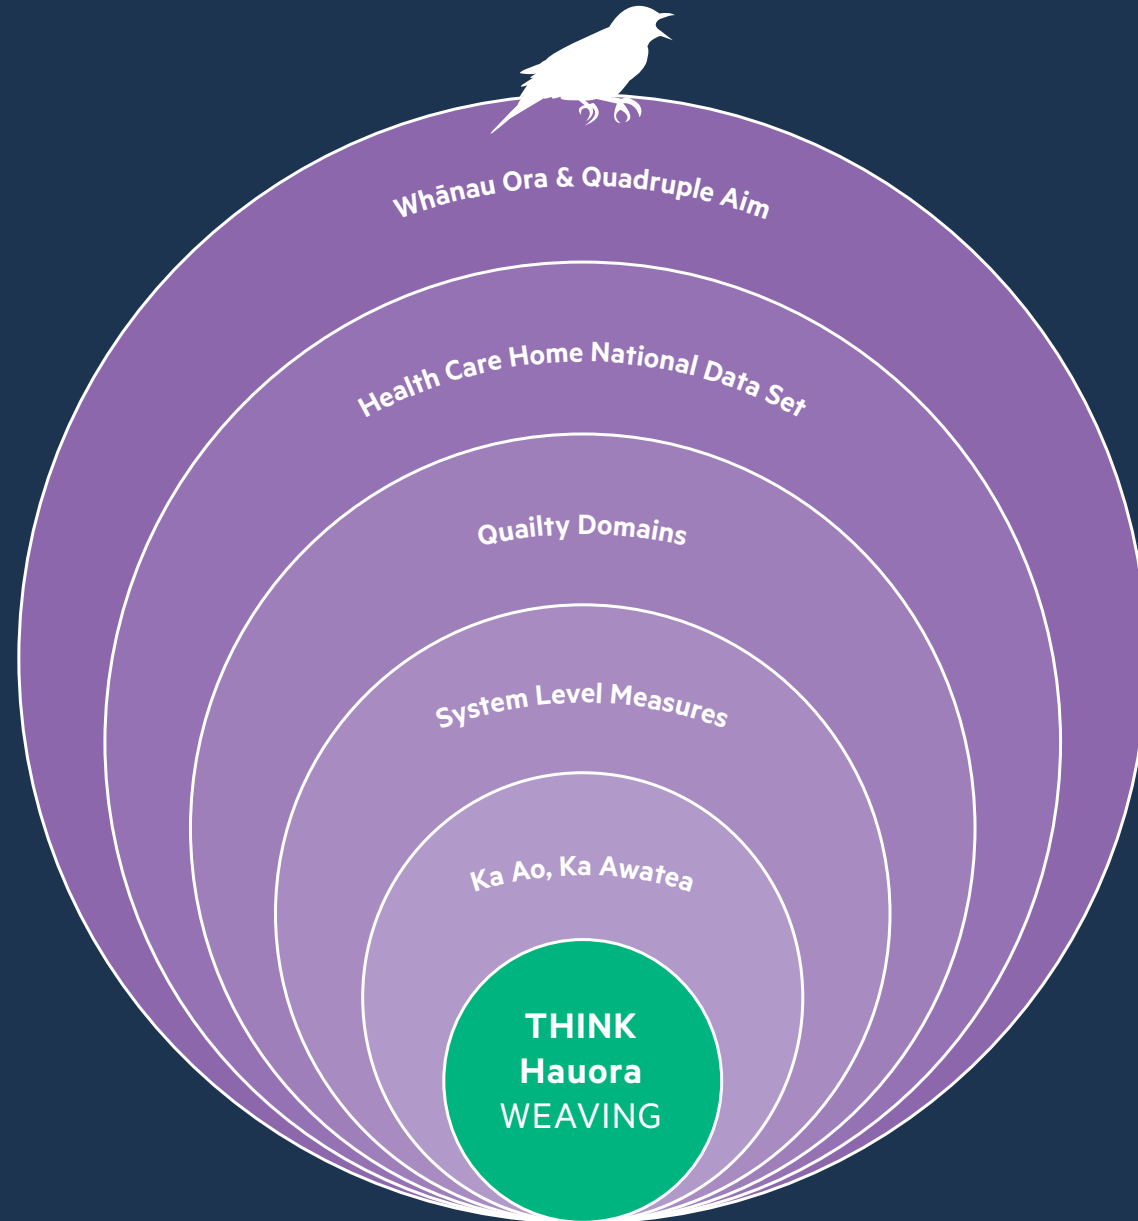 Whānau Ora & Quadruple Aim
Health Care Home National Data Set
Quailty Domains
System Level Measures
Ka Ao, Ka Awatea
THINK
Hauora
WEAVING